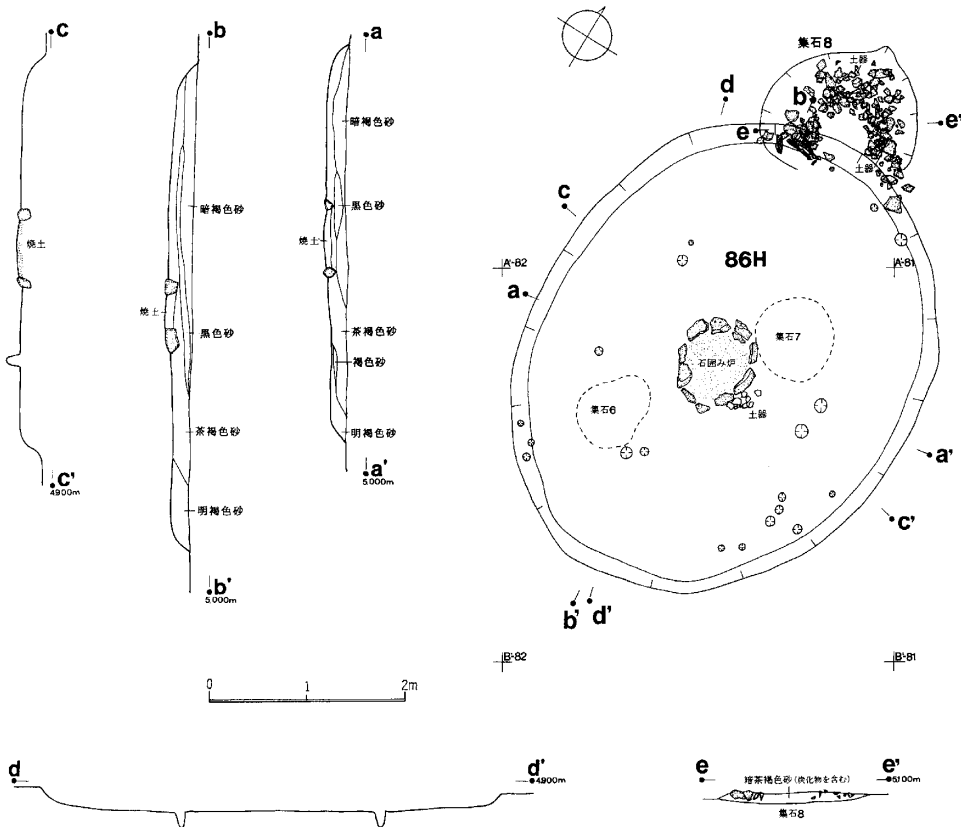 c
焼土
c'
4.900m
b
暗褐色砂
焼土
黒色砂
茶褐色砂
明褐色砂
b'
5.000m
a
暗褐色砂
黒色砂
焼土
茶褐色砂
褐色砂
明褐色砂
a'
5.000m
集石8
土器
d
b
e
e'
土器
c
86H
A'-82
A'-81
a
集石7
石囲み炉
集石6
土器
a'
c'
b'
d'
B'-82
B'-81
0 1 2m
d
d'
4.900m
e
暗茶褐色砂(炭化物を含む)
e'
5.100m
集石8